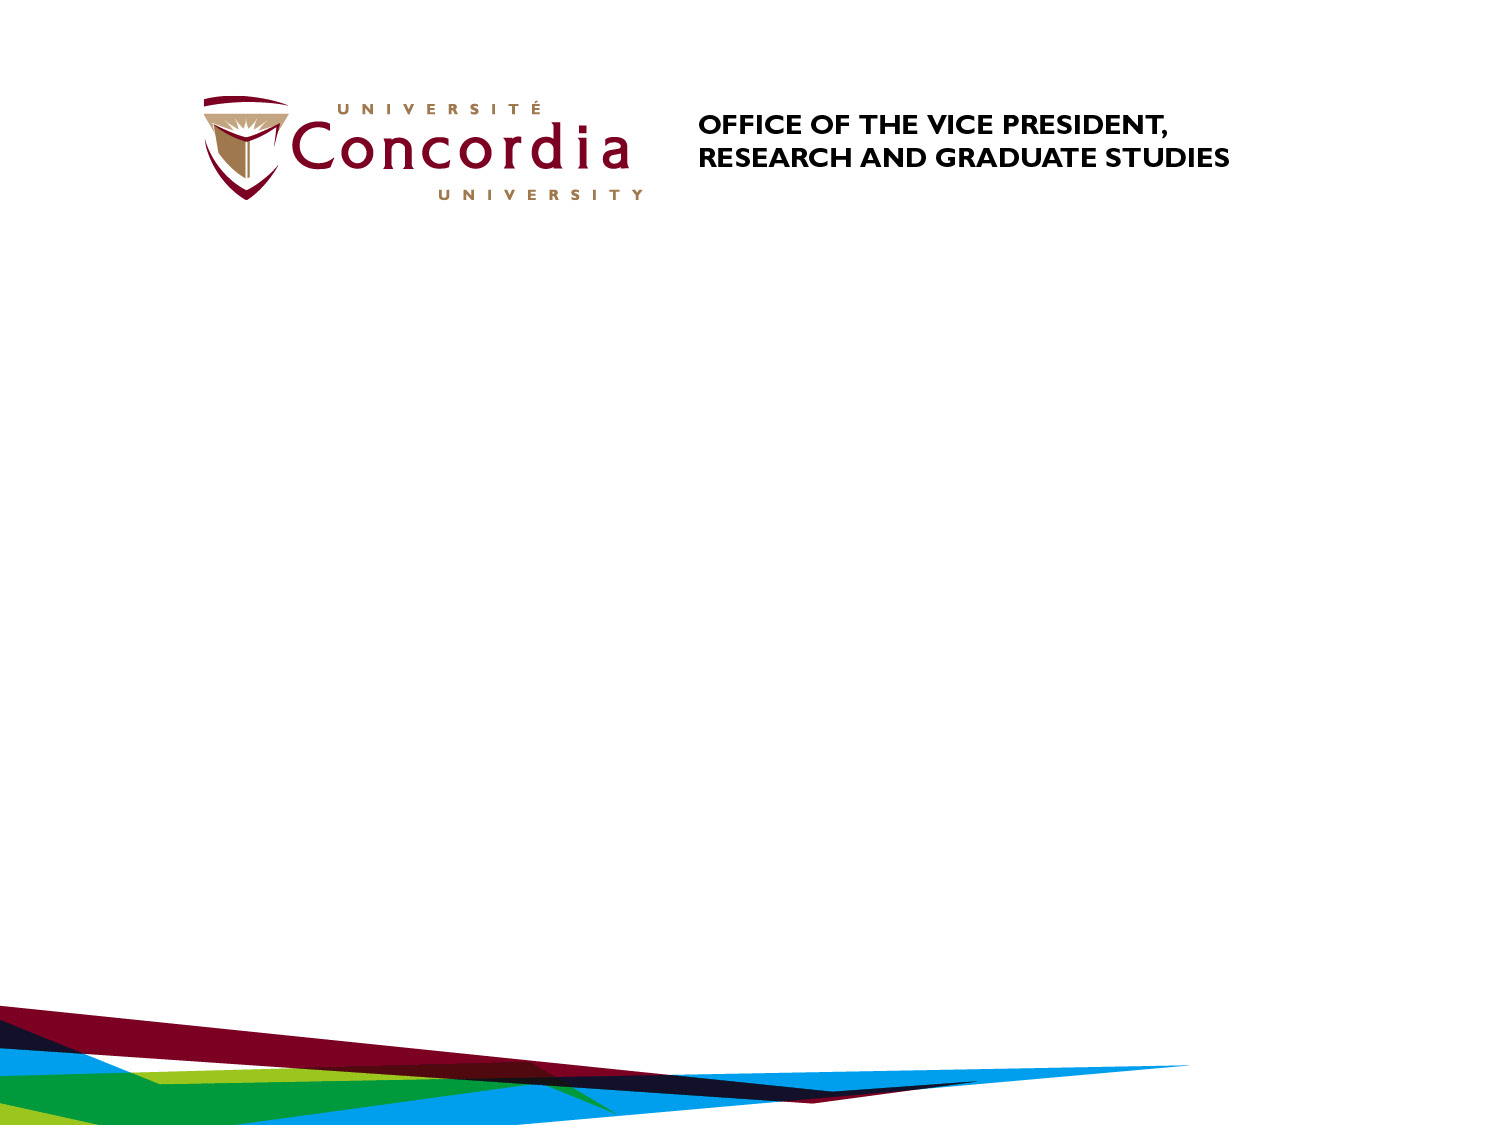 UNIVERSITÉ
Concordia
UNIVERSITY
OFFICE OF THE VICE PRESIDENT,
RESEARCH AND GRADUATE STUDIES